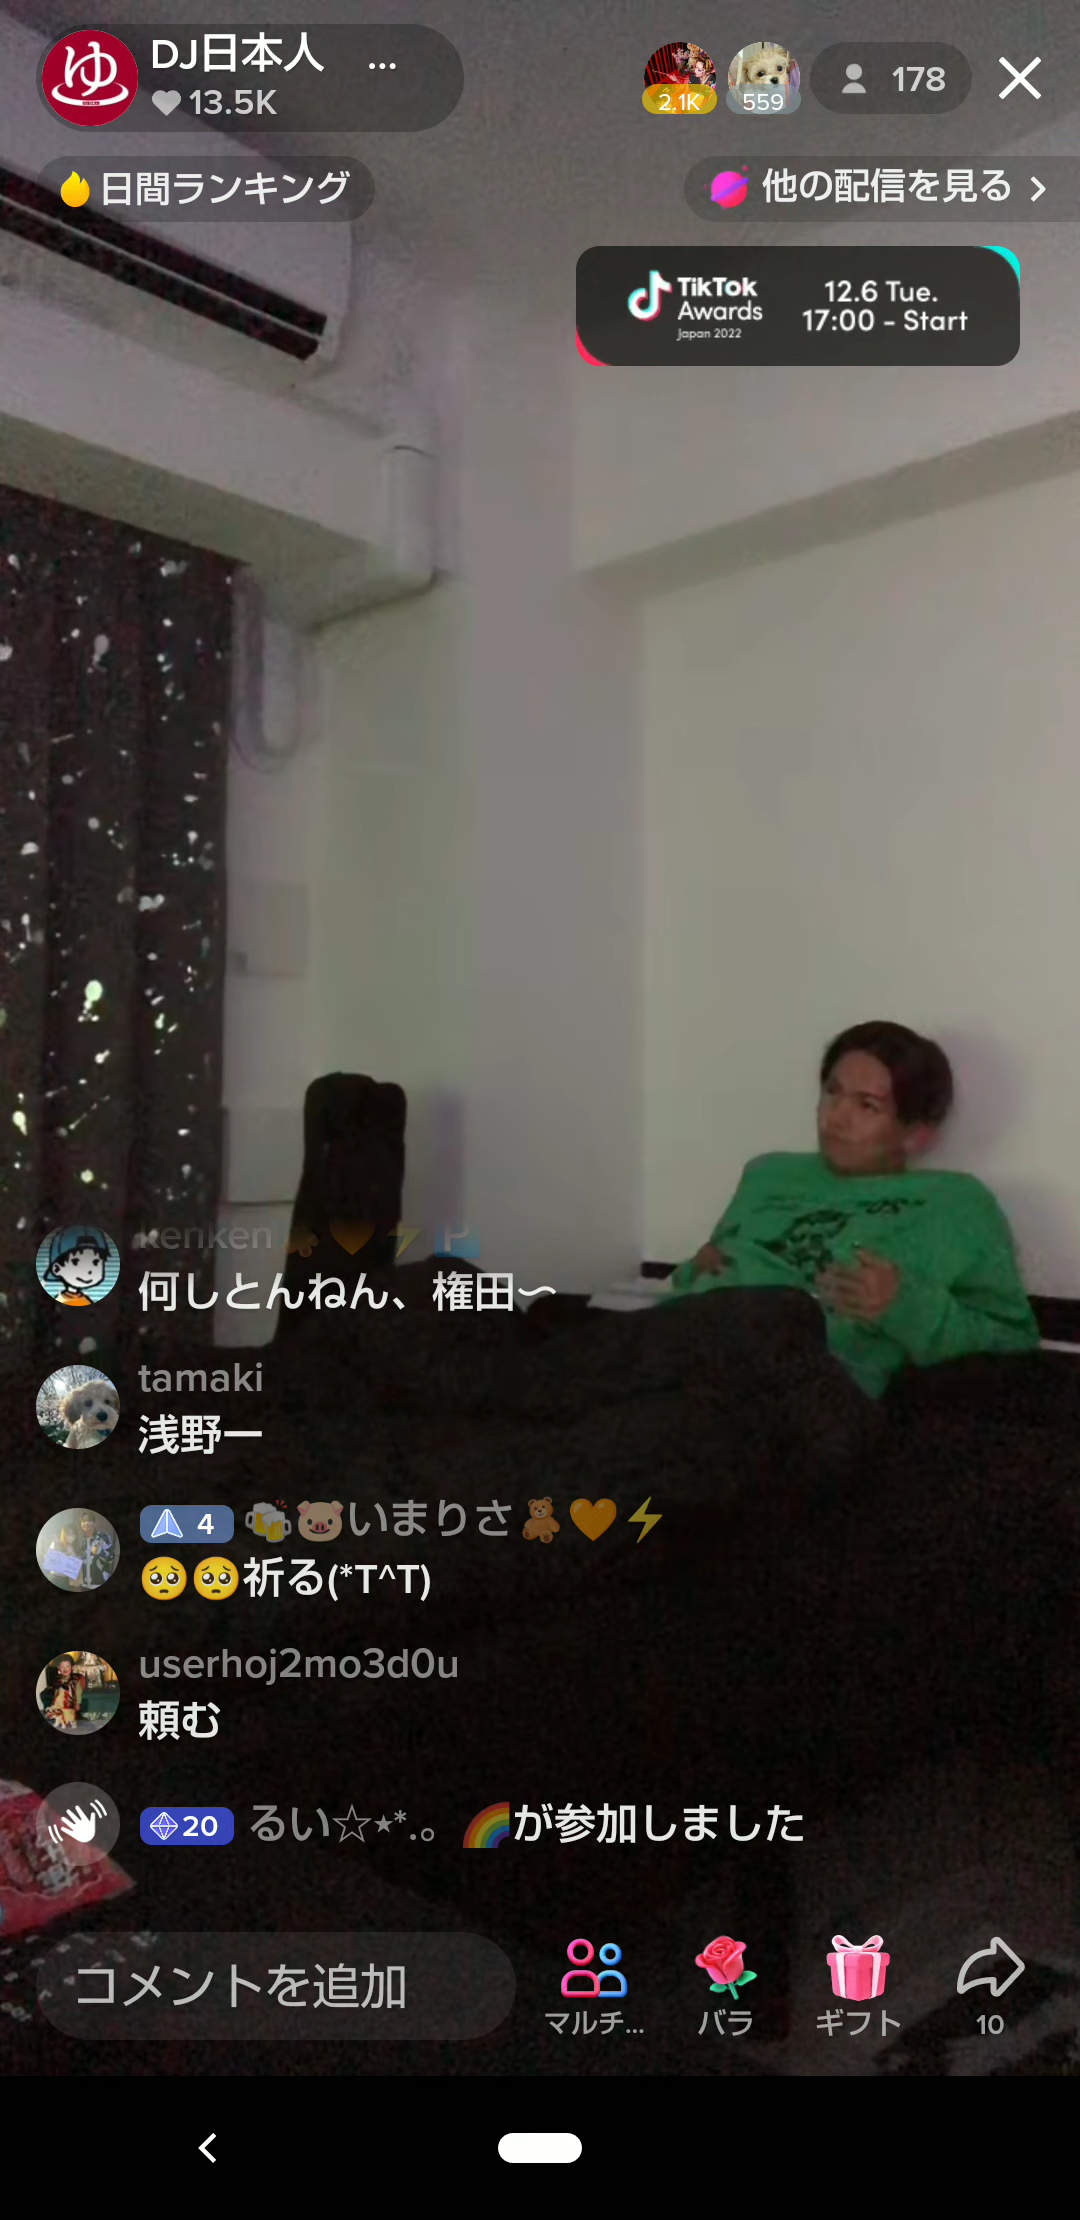 ゆ
DJ日本人 ...
13.5K
2.1K
559
178
日間ランキング
他の配信を見る
TikTok
Awards
Japan 2022
12.6 Tue.
17:00 - Start
kenken🧸🧡⚡🅿️
何しとんねん、権田〜
tamaki
浅野一
4 🍻🐷いまりさ🧸🧡⚡
🥺🥺祈る(*T^T)
userhoj2mo3d0u
頼む
20 るい☆⋆*.。🌈が参加しました
コメントを追加
マルチ...
バラ
ギフト
10